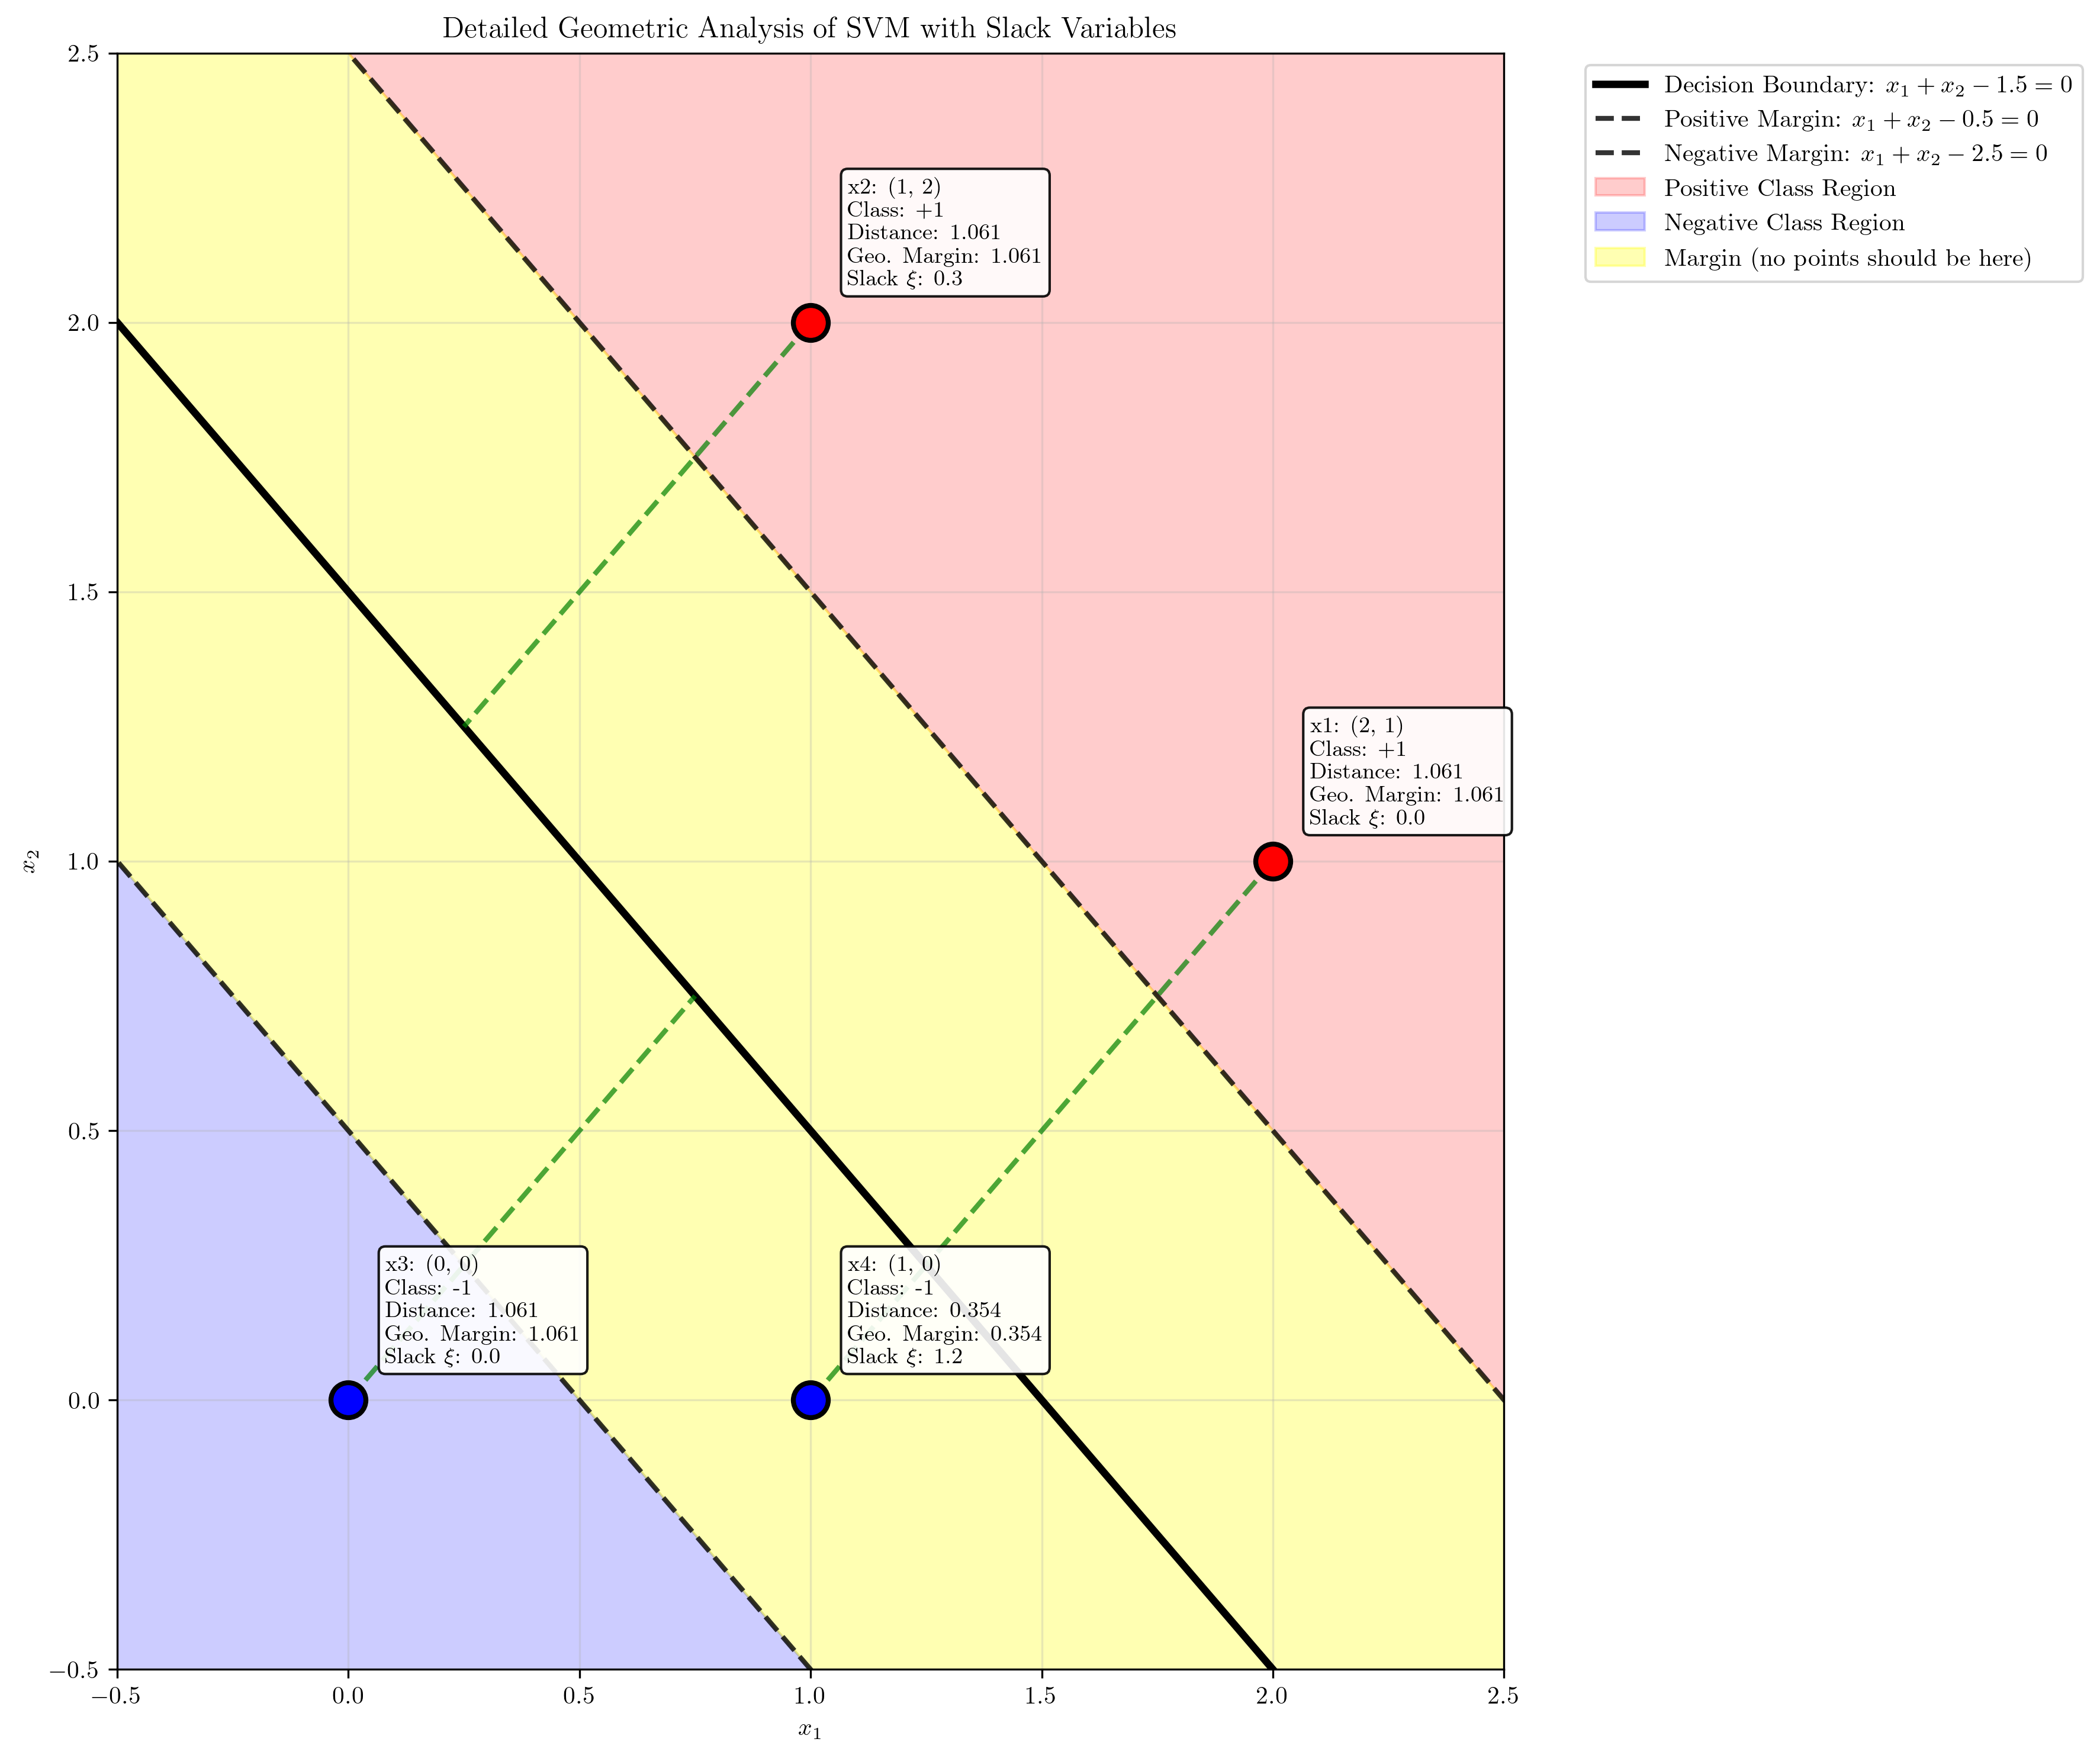 Detailed Geometric Analysis of SVM with Slack Variables
Decision Boundary: $x_1 + x_2 - 1.5 = 0$
Positive Margin: $x_1 + x_2 - 0.5 = 0$
Negative Margin: $x_1 + x_2 - 2.5 = 0$
Positive Class Region
Negative Class Region
Margin (no points should be here)
x2: (1, 2)
Class: +1
Distance: 1.061
Geo. Margin: 1.061
Slack ξ: 0.3
x1: (2, 1)
Class: +1
Distance: 1.061
Geo. Margin: 1.061
Slack ξ: 0.0
x3: (0, 0)
Class: -1
Distance: 1.061
Geo. Margin: 1.061
Slack ξ: 0.0
x4: (1, 0)
Class: -1
Distance: 0.354
Geo. Margin: 0.354
Slack ξ: 1.2
2.5
2.0
1.5
1.0
0.5
0.0
−0.5
$x_2$
−0.5
0.0
0.5
1.0
1.5
2.0
2.5
$x_1$